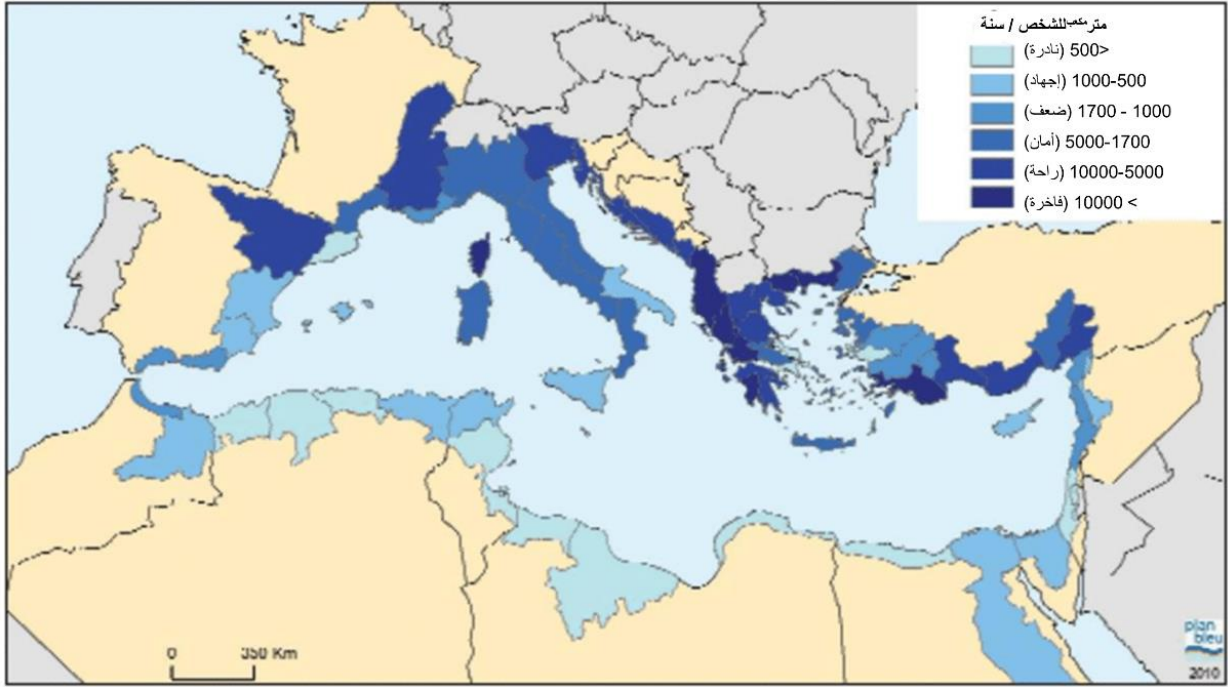 متر مكعب للشخص / سنة
500> (نادرة)
1000-500 (إجهاد)
1700 - 1000 (ضعف)
5000-1700 (أمان)
10000-5000 (راحة)
10000 < (فاخرة)
0 350 Km
plan
bleu
2010